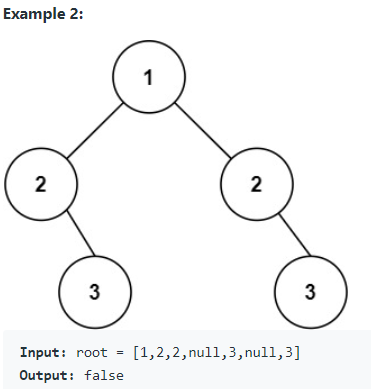 Example 2:
1
2 2
3 3
Input: root = [1,2,2,null,3,null,3]
Output: false